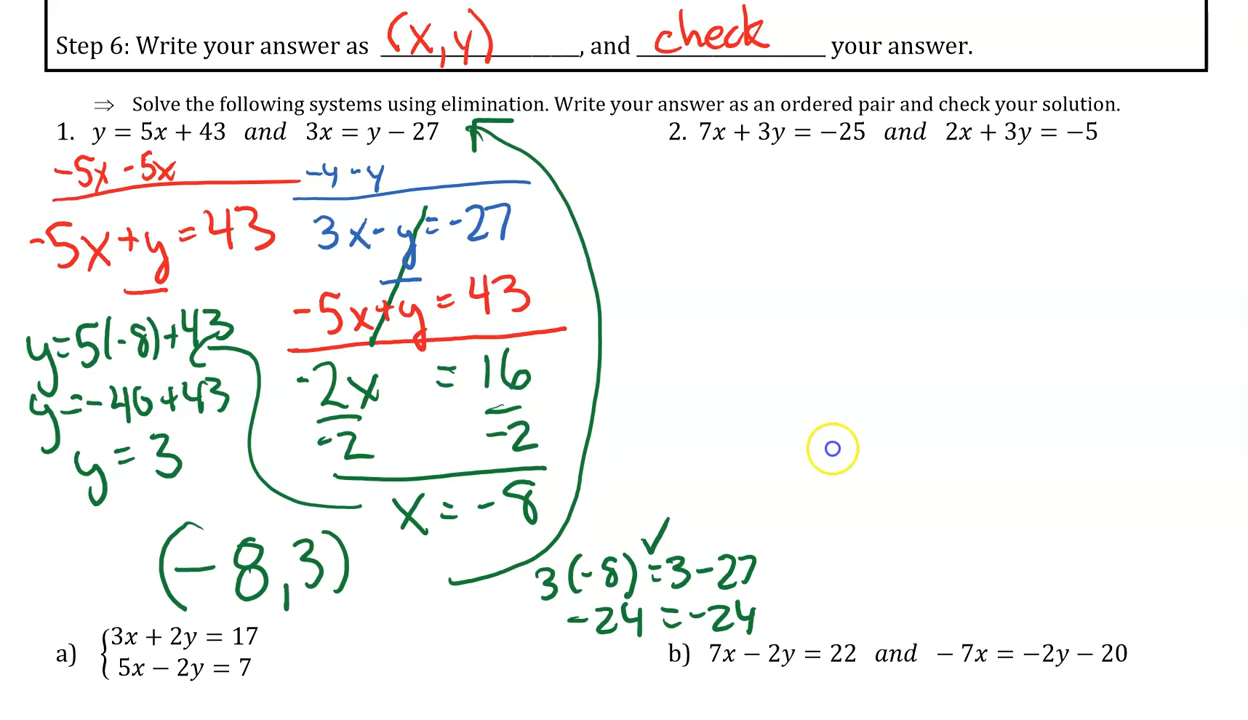 Step 6: Write your answer as (x,y), and check your answer.
⇒ Solve the following systems using elimination. Write your answer as an ordered pair and check your solution.
1. y = 5x + 43 and 3x = y − 27
-5x -5x
-y -y
-5x+y=43
3x-y=-27
-5x+y=43
-2x =16
-2 -2
x=-8
y=5(-8)+43
y=-40+43
y=3
(-8,3)
3(-8)=3-27 ✓
-24=-24
2. 7x + 3y = −25 and 2x + 3y = −5
a) {3x + 2y = 17
5x − 2y = 7
b) 7x − 2y = 22 and − 7x = −2y − 20